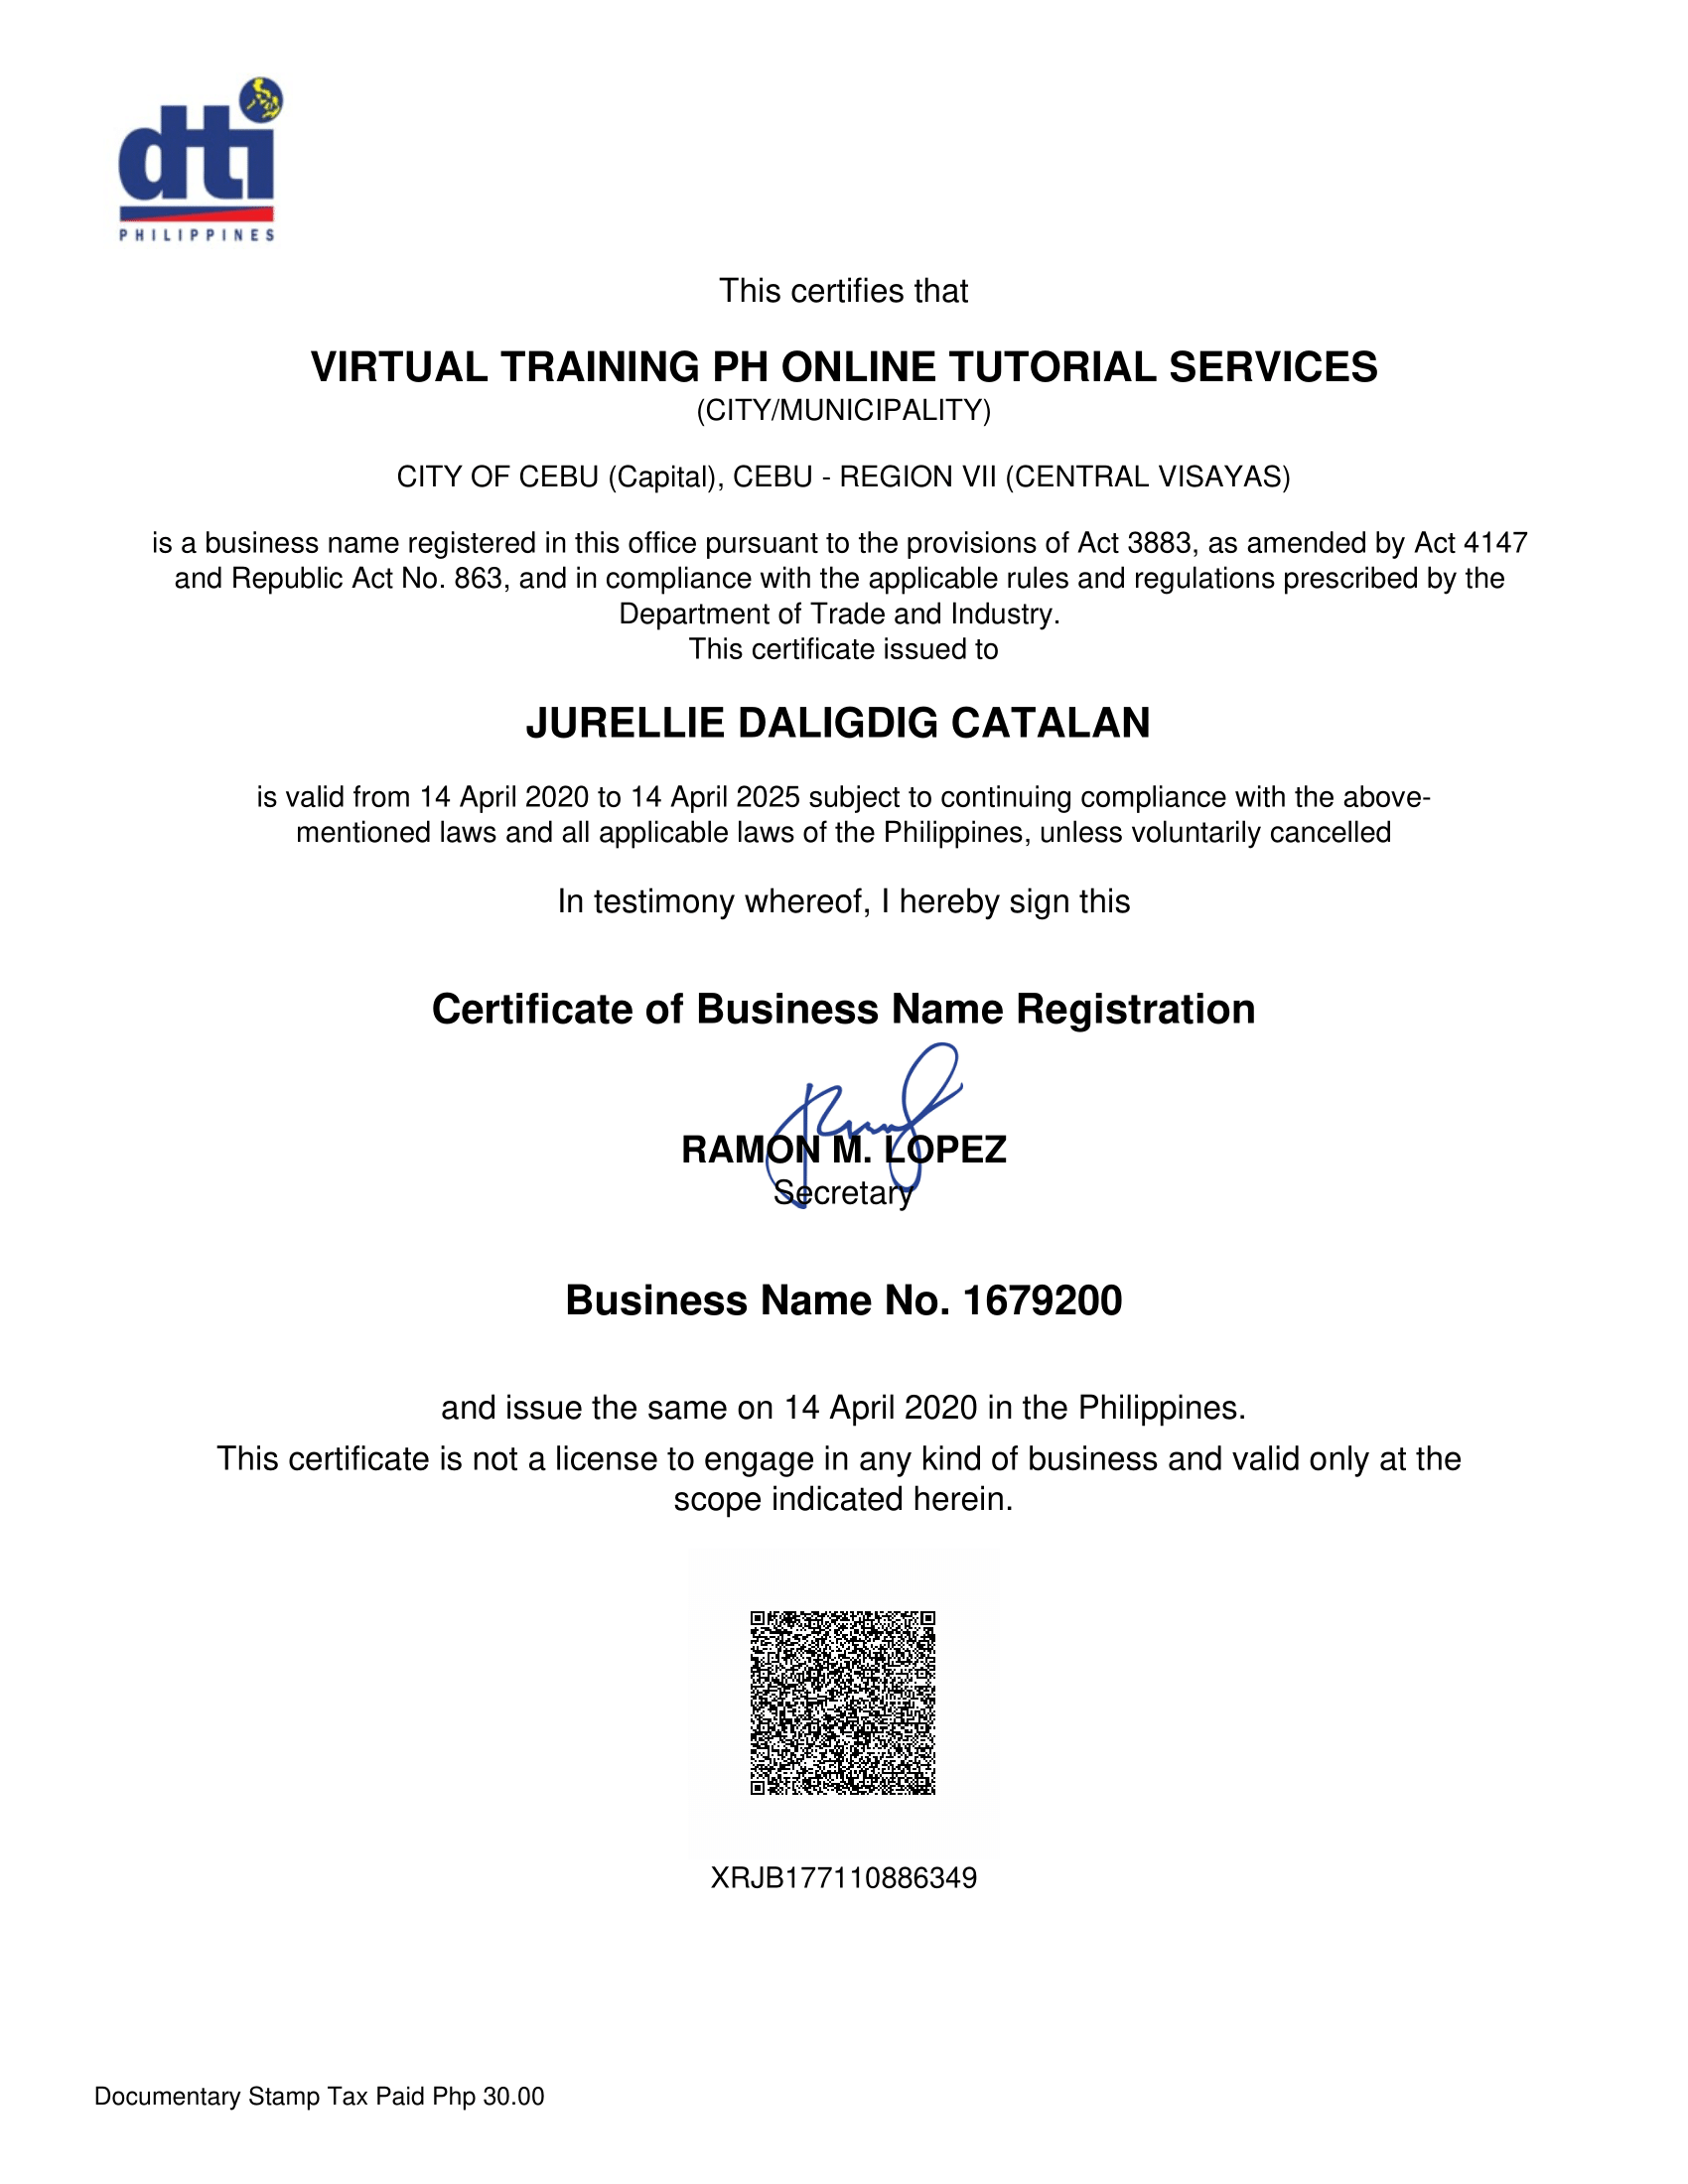 dti
PHILIPPINES
This certifies that
VIRTUAL TRAINING PH ONLINE TUTORIAL SERVICES
(CITY/MUNICIPALITY)
CITY OF CEBU (Capital), CEBU - REGION VII (CENTRAL VISAYAS)
is a business name registered in this office pursuant to the provisions of Act 3883, as amended by Act 4147
and Republic Act No. 863, and in compliance with the applicable rules and regulations prescribed by the
Department of Trade and Industry.
This certificate issued to
JURELLIE DALIGDIG CATALAN
is valid from 14 April 2020 to 14 April 2025 subject to continuing compliance with the above-
mentioned laws and all applicable laws of the Philippines, unless voluntarily cancelled
In testimony whereof, I hereby sign this
Certificate of Business Name Registration
RAMON M. LOPEZ
Secretary
Business Name No. 1679200
and issue the same on 14 April 2020 in the Philippines.
This certificate is not a license to engage in any kind of business and valid only at the
scope indicated herein.
XRJB177110886349
Documentary Stamp Tax Paid Php 30.00